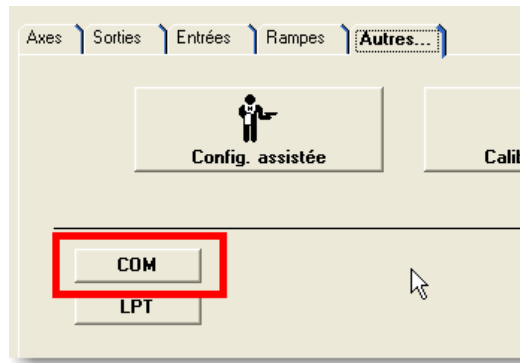 Axes Sorties Entrées Rampes Autres...
Config. assistée
COM
LPT